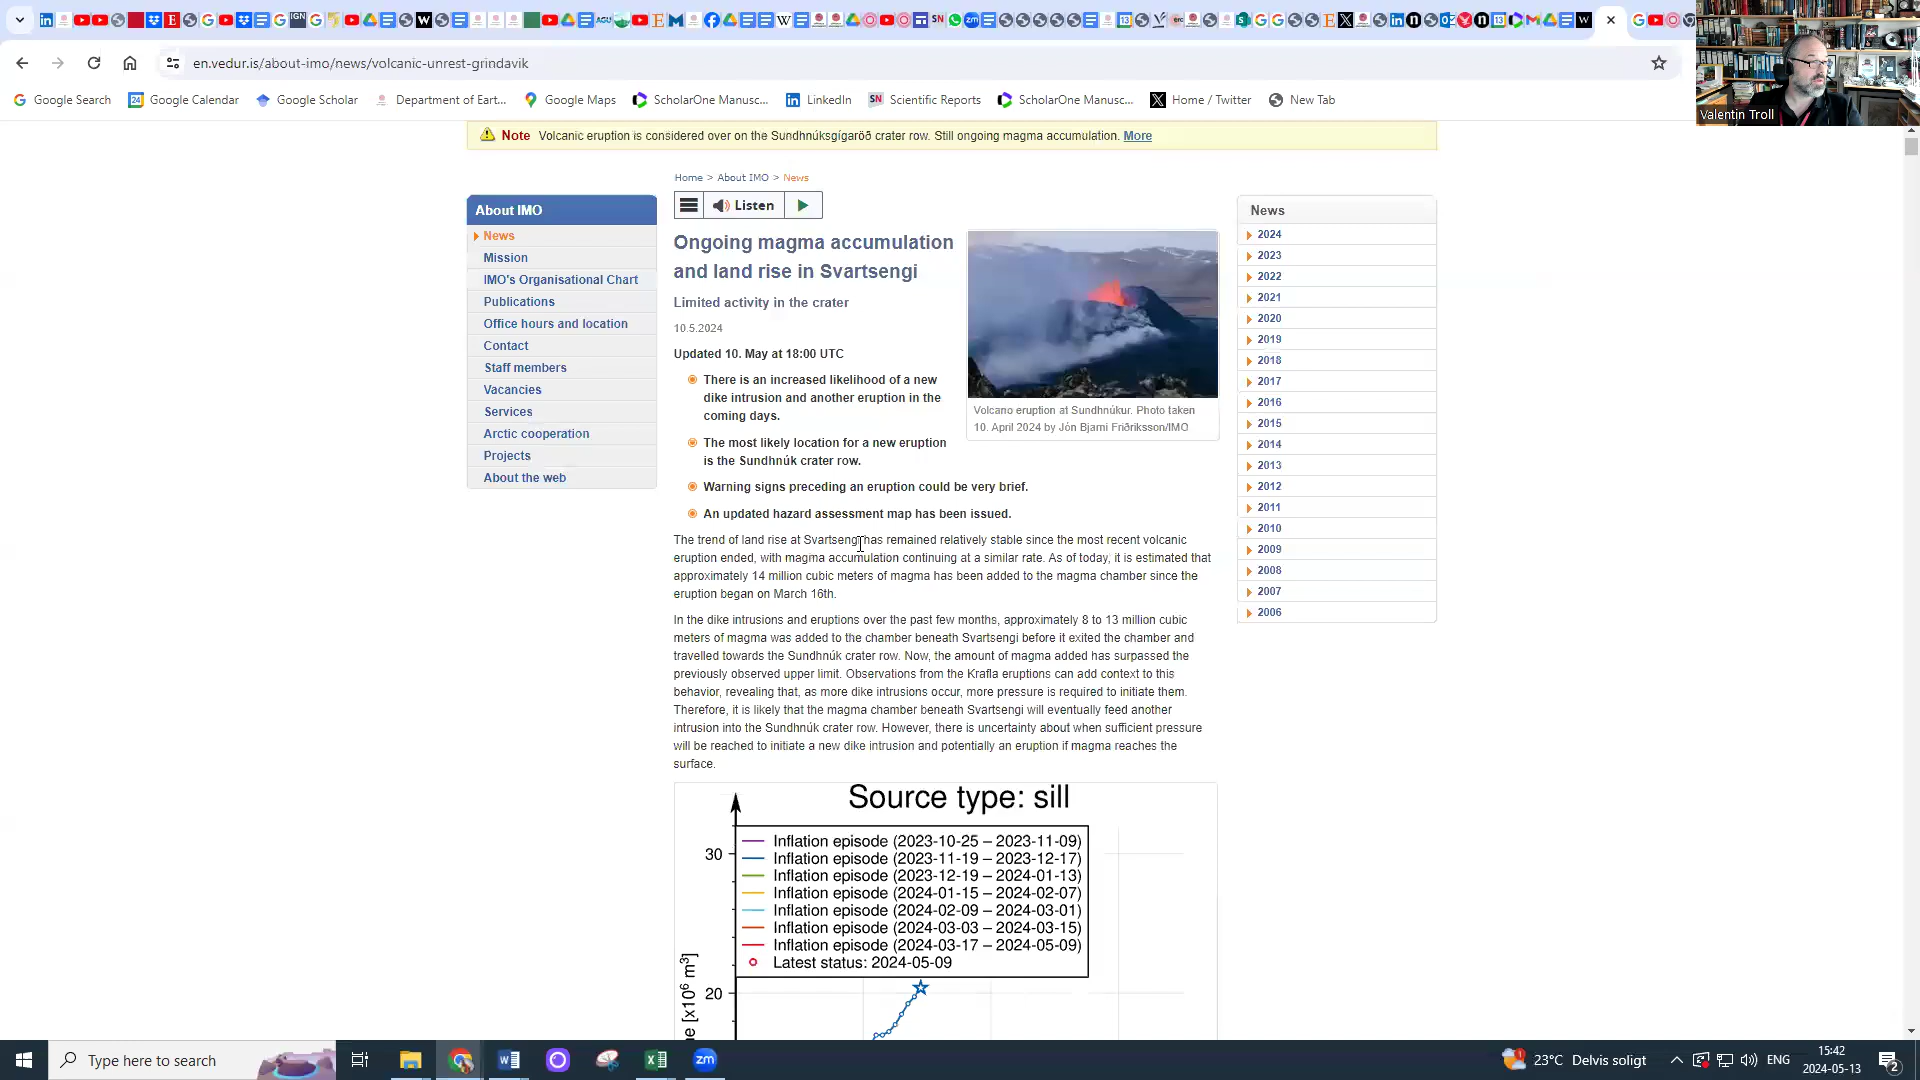 en.vedur.is/about-imo/news/volcanic-unrest-grindavik
Google Search
Google Calendar
Google Scholar
Department of Eart...
Google Maps
ScholarOne Manusc...
LinkedIn
Scientific Reports
ScholarOne Manusc...
Home / Twitter
New Tab
Valentin Troll
Note Volcanic eruption is considered over on the Sundhnúksgígaröð crater row. Still ongoing magma accumulation. More
Home > About IMO > News
Listen
About IMO
News
Mission
IMO's Organisational Chart
Publications
Office hours and location
Contact
Staff members
Vacancies
Services
Arctic cooperation
Projects
About the web
Ongoing magma accumulation
and land rise in Svartsengi
Limited activity in the crater
10.5.2024
Updated 10. May at 18:00 UTC
There is an increased likelihood of a new
dike intrusion and another eruption in the
coming days.
The most likely location for a new eruption
is the Sundhnúk crater row.
Warning signs preceding an eruption could be very brief.
An updated hazard assessment map has been issued.
Volcano eruption at Sundhnúkur. Photo taken
10. April 2024 by Jón Bjarni Friðriksson/IMO
The trend of land rise at Svartsengi has remained relatively stable since the most recent volcanic
eruption ended, with magma accumulation continuing at a similar rate. As of today, it is estimated that
approximately 14 million cubic meters of magma has been added to the magma chamber since the
eruption began on March 16th.
In the dike intrusions and eruptions over the past few months, approximately 8 to 13 million cubic
meters of magma was added to the chamber beneath Svartsengi before it exited the chamber and
travelled towards the Sundhnúk crater row. Now, the amount of magma added has surpassed the
previously observed upper limit. Observations from the Krafla eruptions can add context to this
behavior, revealing that, as more dike intrusions occur, more pressure is required to initiate them.
Therefore, it is likely that the magma chamber beneath Svartsengi will eventually feed another
intrusion into the Sundhnúk crater row. However, there is uncertainty about when sufficient pressure
will be reached to initiate a new dike intrusion and potentially an eruption if magma reaches the
surface.
Source type: sill
Inflation episode (2023-10-25 – 2023-11-09)
Inflation episode (2023-11-19 – 2023-12-17)
Inflation episode (2023-12-19 – 2024-01-13)
Inflation episode (2024-01-15 – 2024-02-07)
Inflation episode (2024-02-09 – 2024-03-01)
Inflation episode (2024-03-03 – 2024-03-15)
Inflation episode (2024-03-17 – 2024-05-09)
Latest status: 2024-05-09
30
20
[x10⁶ m³]
News
2024
2023
2022
2021
2020
2019
2018
2017
2016
2015
2014
2013
2012
2011
2010
2009
2008
2007
2006
Type here to search
23°C Delvis soligt
ENG
15:42
2024-05-13
2